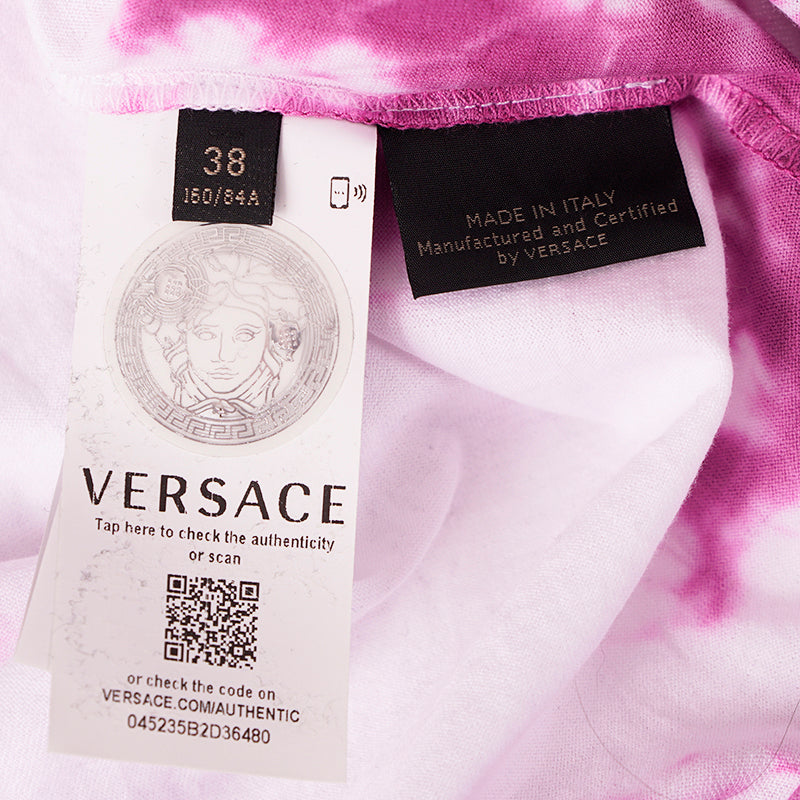 38
160/84A
MADE IN ITALY
Manufactured and Certified
by VERSACE
VERSACE
Tap here to check the authenticity
or scan
or check the code on
VERSACE.COM/AUTHENTIC
045235B2D36480